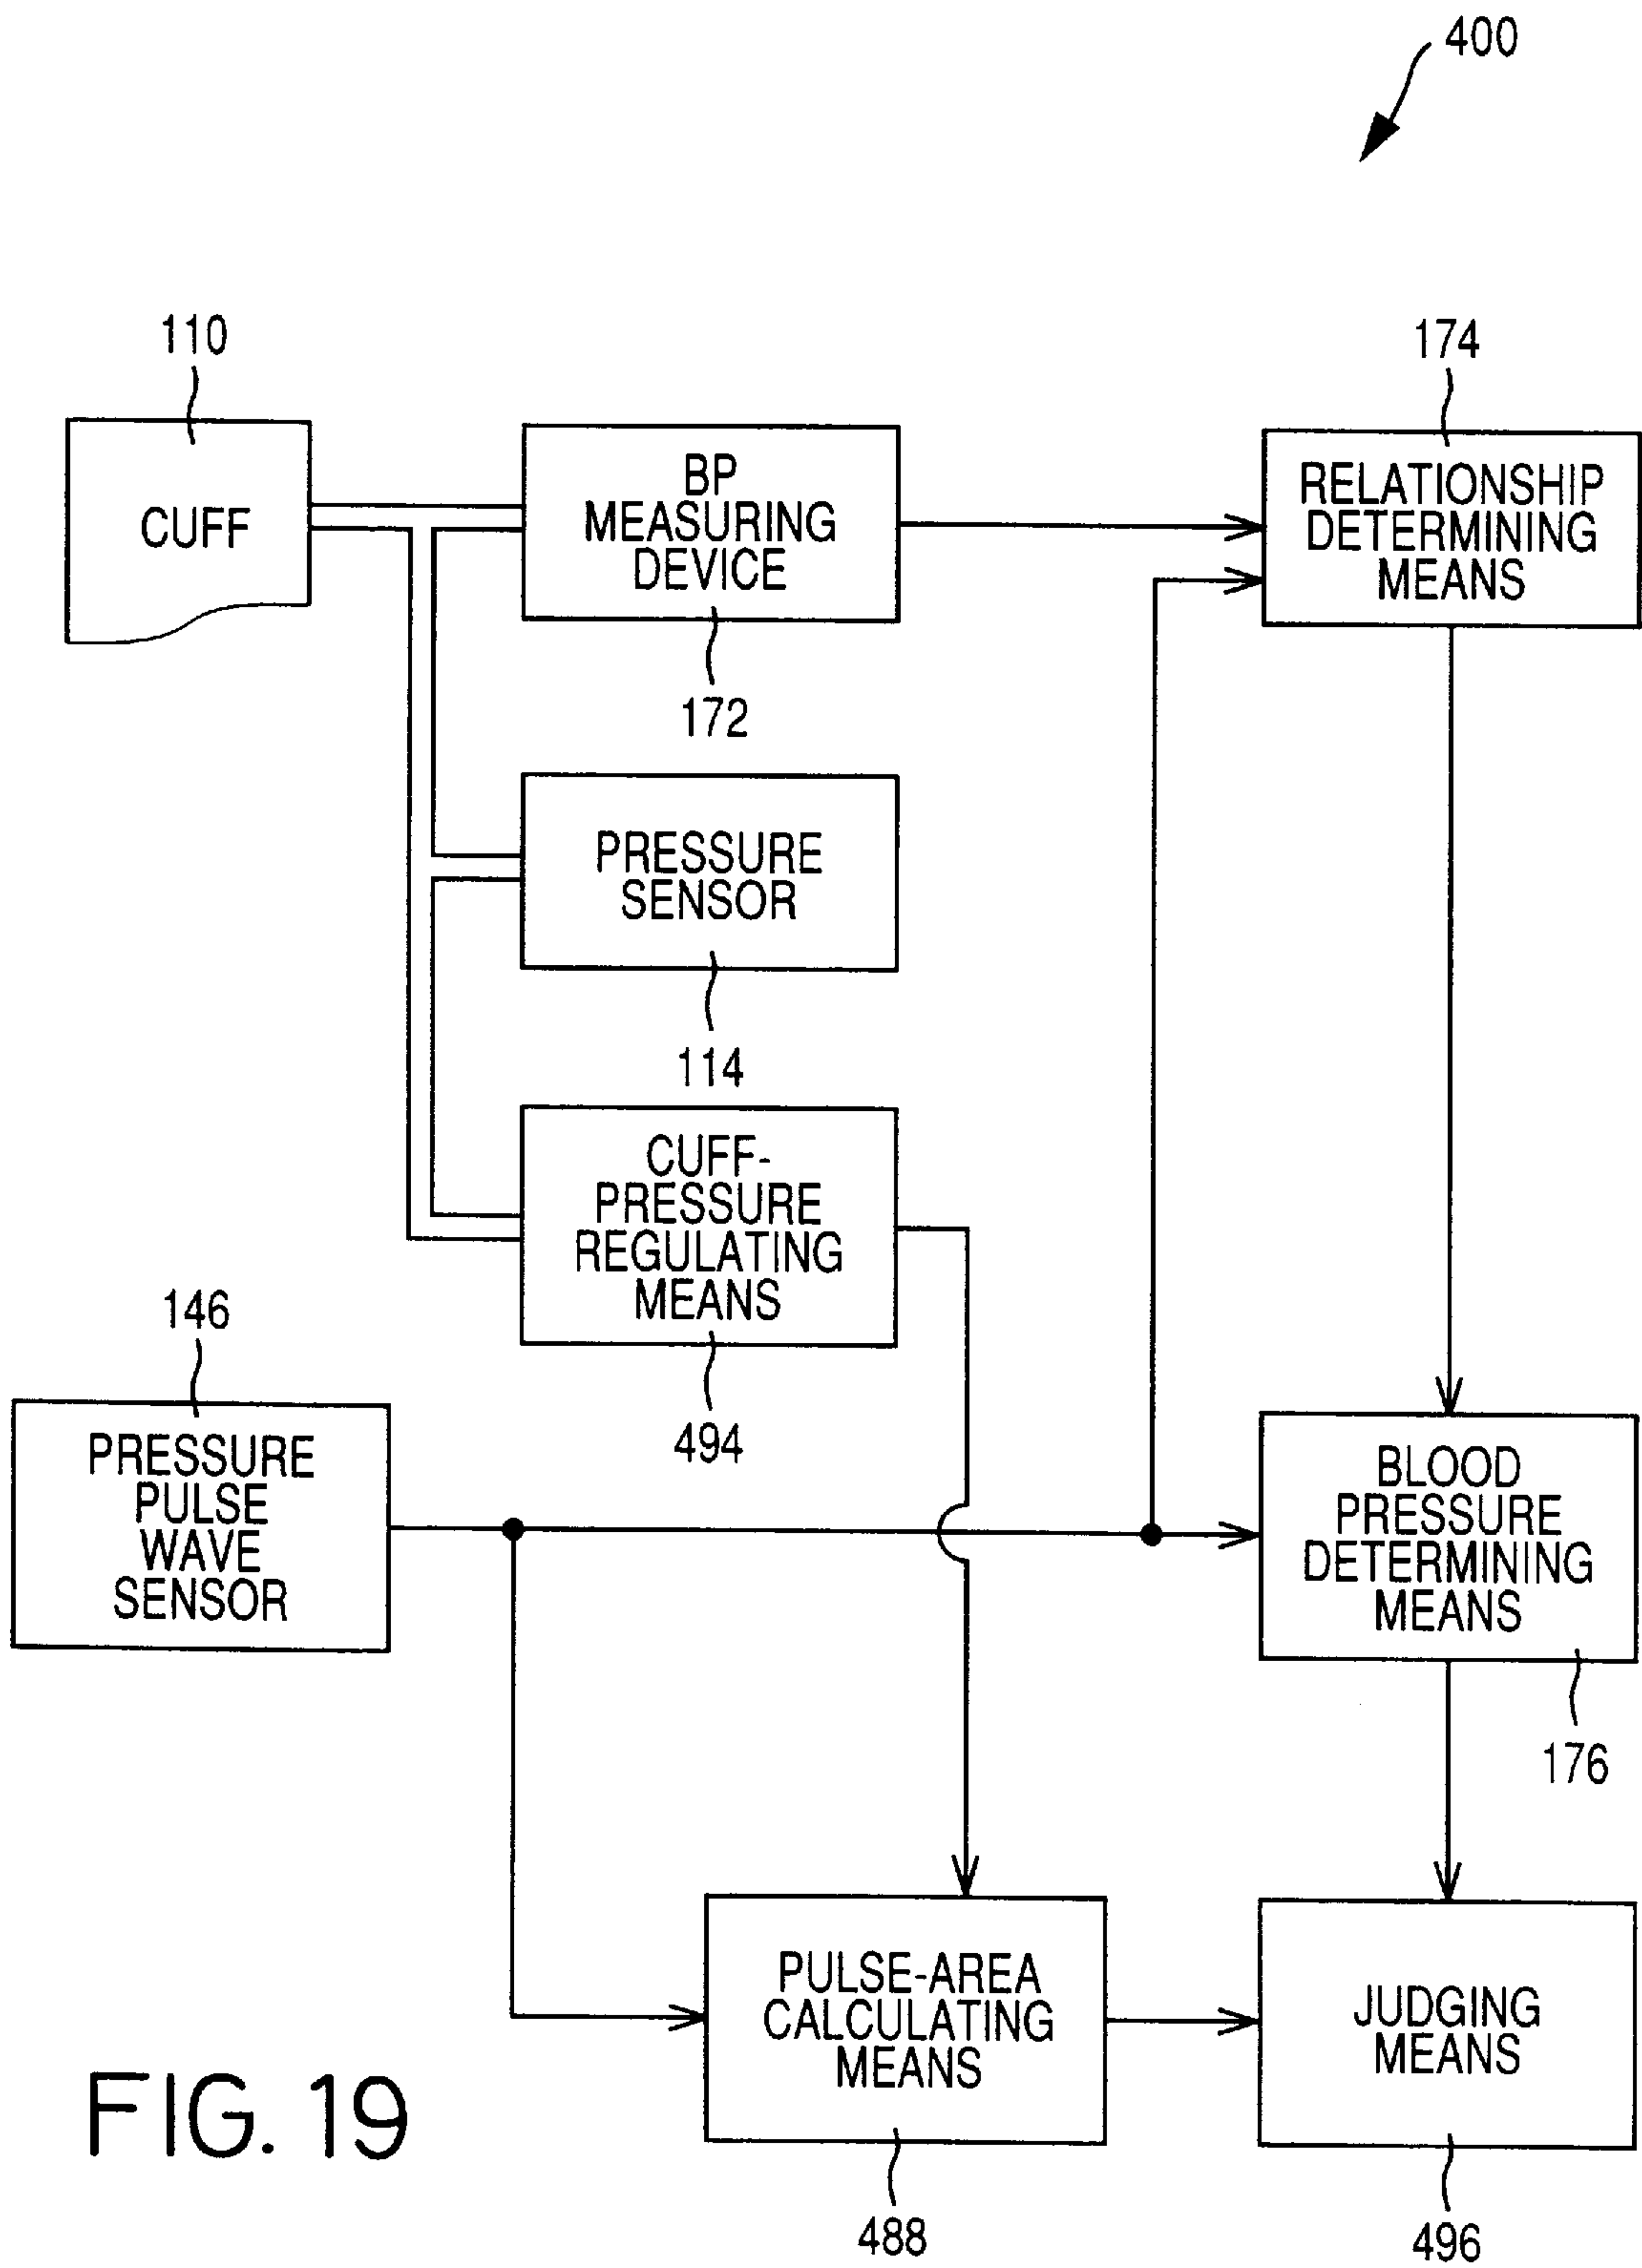 400
110
174
CUFF
BP
MEASURING
DEVICE
RELATIONSHIP
DETERMINING
MEANS
172
PRESSURE
SENSOR
114
CUFF-
PRESSURE
REGULATING
MEANS
146
494
PRESSURE
PULSE
WAVE
SENSOR
BLOOD
PRESSURE
DETERMINING
MEANS
176
PULSE-AREA
CALCULATING
MEANS
JUDGING
MEANS
488
496
FIG. 19